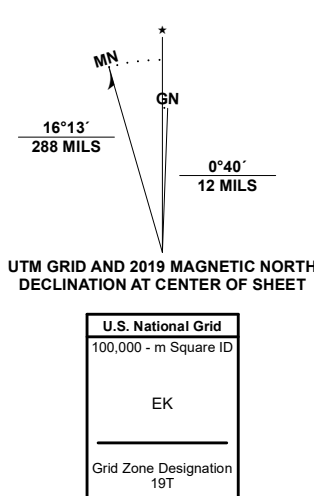 ★
MN
GN
16°13´
288 MILS
0°40´
12 MILS
UTM GRID AND 2019 MAGNETIC NORTH
DECLINATION AT CENTER OF SHEET
U.S. National Grid
100,000 - m Square ID
EK
Grid Zone Designation
19T